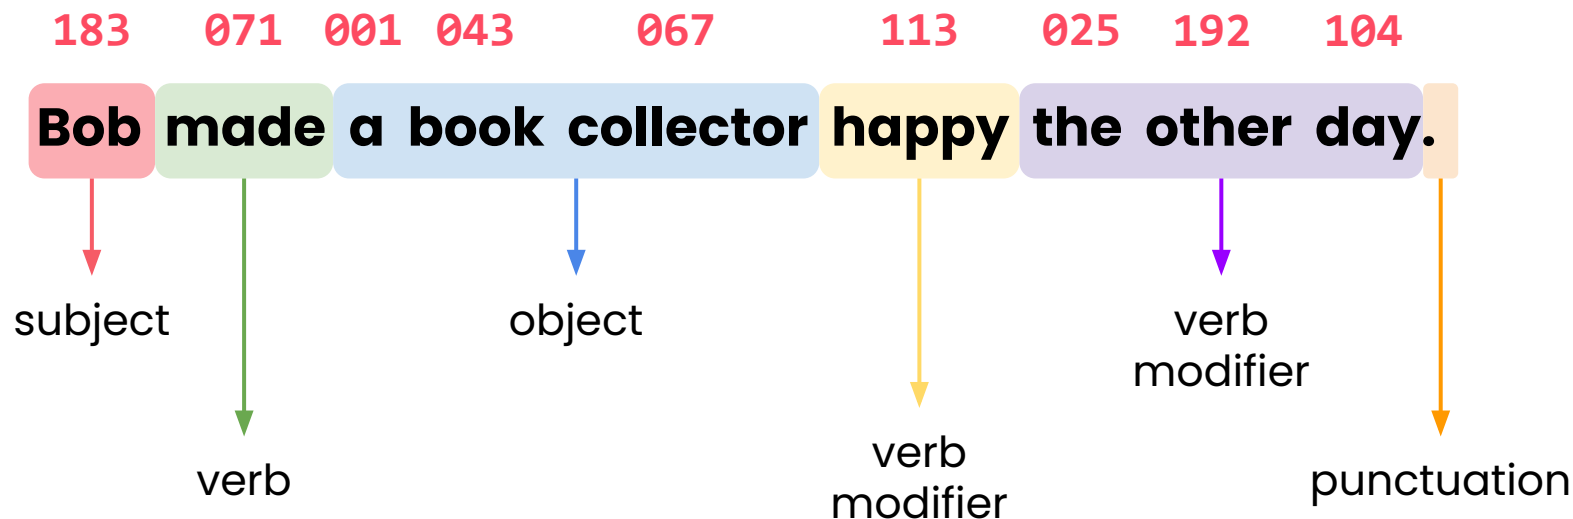 183 071 001 043 067 113 025 192 104
Bob made a book collector happy the other day.
subject
object
verb
modifier
verb
verb
modifier
punctuation